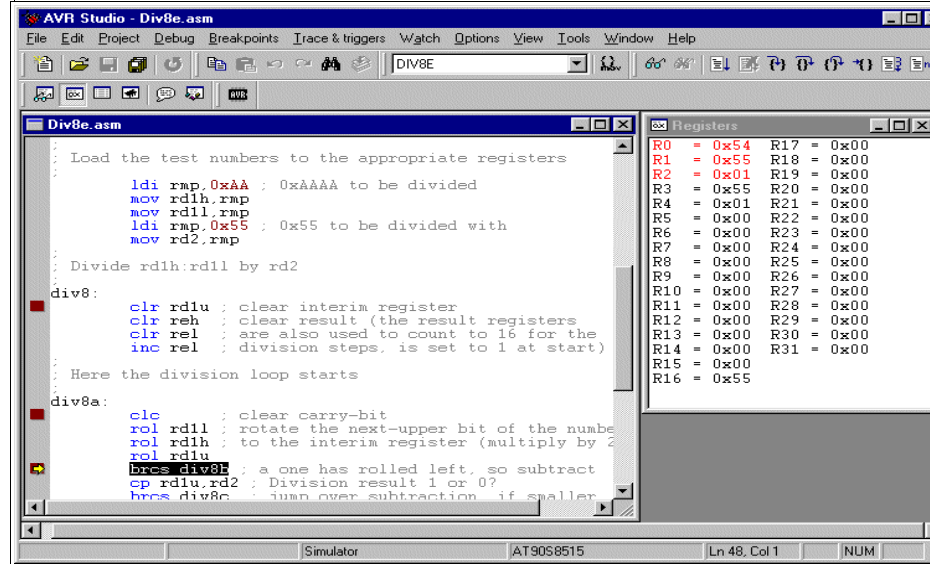 AVR Studio - Div8e.asm
File Edit Project Debug Breakpoints Trace & triggers Watch Options View Tools Window Help
DIV8E
AVR
Div8e.asm
;
; Load the test numbers to the appropriate registers
;
ldi rmp,0xAA ; 0xAAAA to be divided
mov rd1h,rmp
mov rd1l,rmp
ldi rmp,0x55 ; 0x55 to be divided with
mov rd2,rmp
;
; Divide rd1h:rd1l by rd2
;
div8:
clr rd1u ; clear interim register
clr reh ; clear result (the result registers
clr rel ; are also used to count to 16 for the
inc rel ; division steps, is set to 1 at start)
;
; Here the division loop starts
;
div8a:
clc ; clear carry-bit
rol rd1l ; rotate the next-upper bit of the numbe
rol rd1h ; to the interim register (multiply by 2
rol rd1u
brcs div8b ; a one has rolled left, so subtract
cp rd1u,rd2 ; Division result 1 or 0?
brcs div8c ; jump over subtraction, if smaller
Registers
R0 = 0x54 R17 = 0x00
R1 = 0x55 R18 = 0x00
R2 = 0x01 R19 = 0x00
R3 = 0x55 R20 = 0x00
R4 = 0x01 R21 = 0x00
R5 = 0x00 R22 = 0x00
R6 = 0x00 R23 = 0x00
R7 = 0x00 R24 = 0x00
R8 = 0x00 R25 = 0x00
R9 = 0x00 R26 = 0x00
R10 = 0x00 R27 = 0x00
R11 = 0x00 R28 = 0x00
R12 = 0x00 R29 = 0x00
R13 = 0x00 R30 = 0x00
R14 = 0x00 R31 = 0x00
R15 = 0x00
R16 = 0x55
Simulator AT90S8515 Ln 48, Col 1 NUM